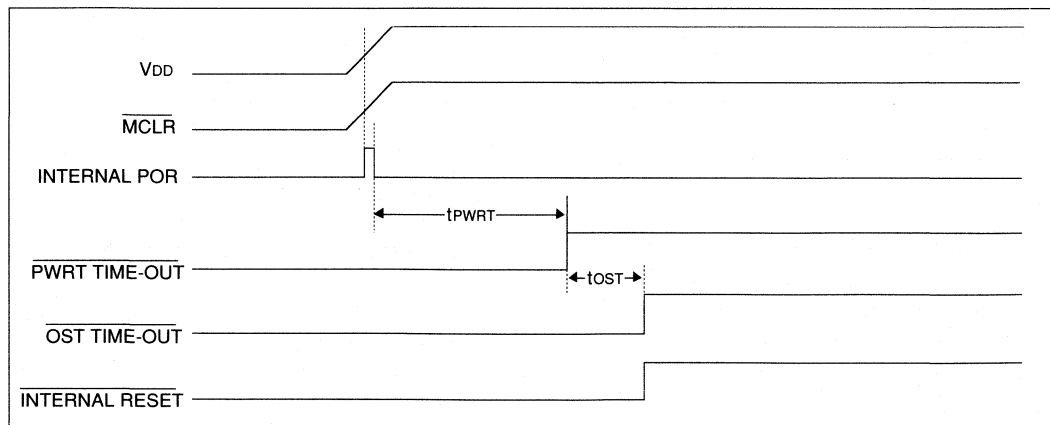 VDD
MCLR
INTERNAL POR
tPWRT
PWRT TIME-OUT
tOST
OST TIME-OUT
INTERNAL RESET